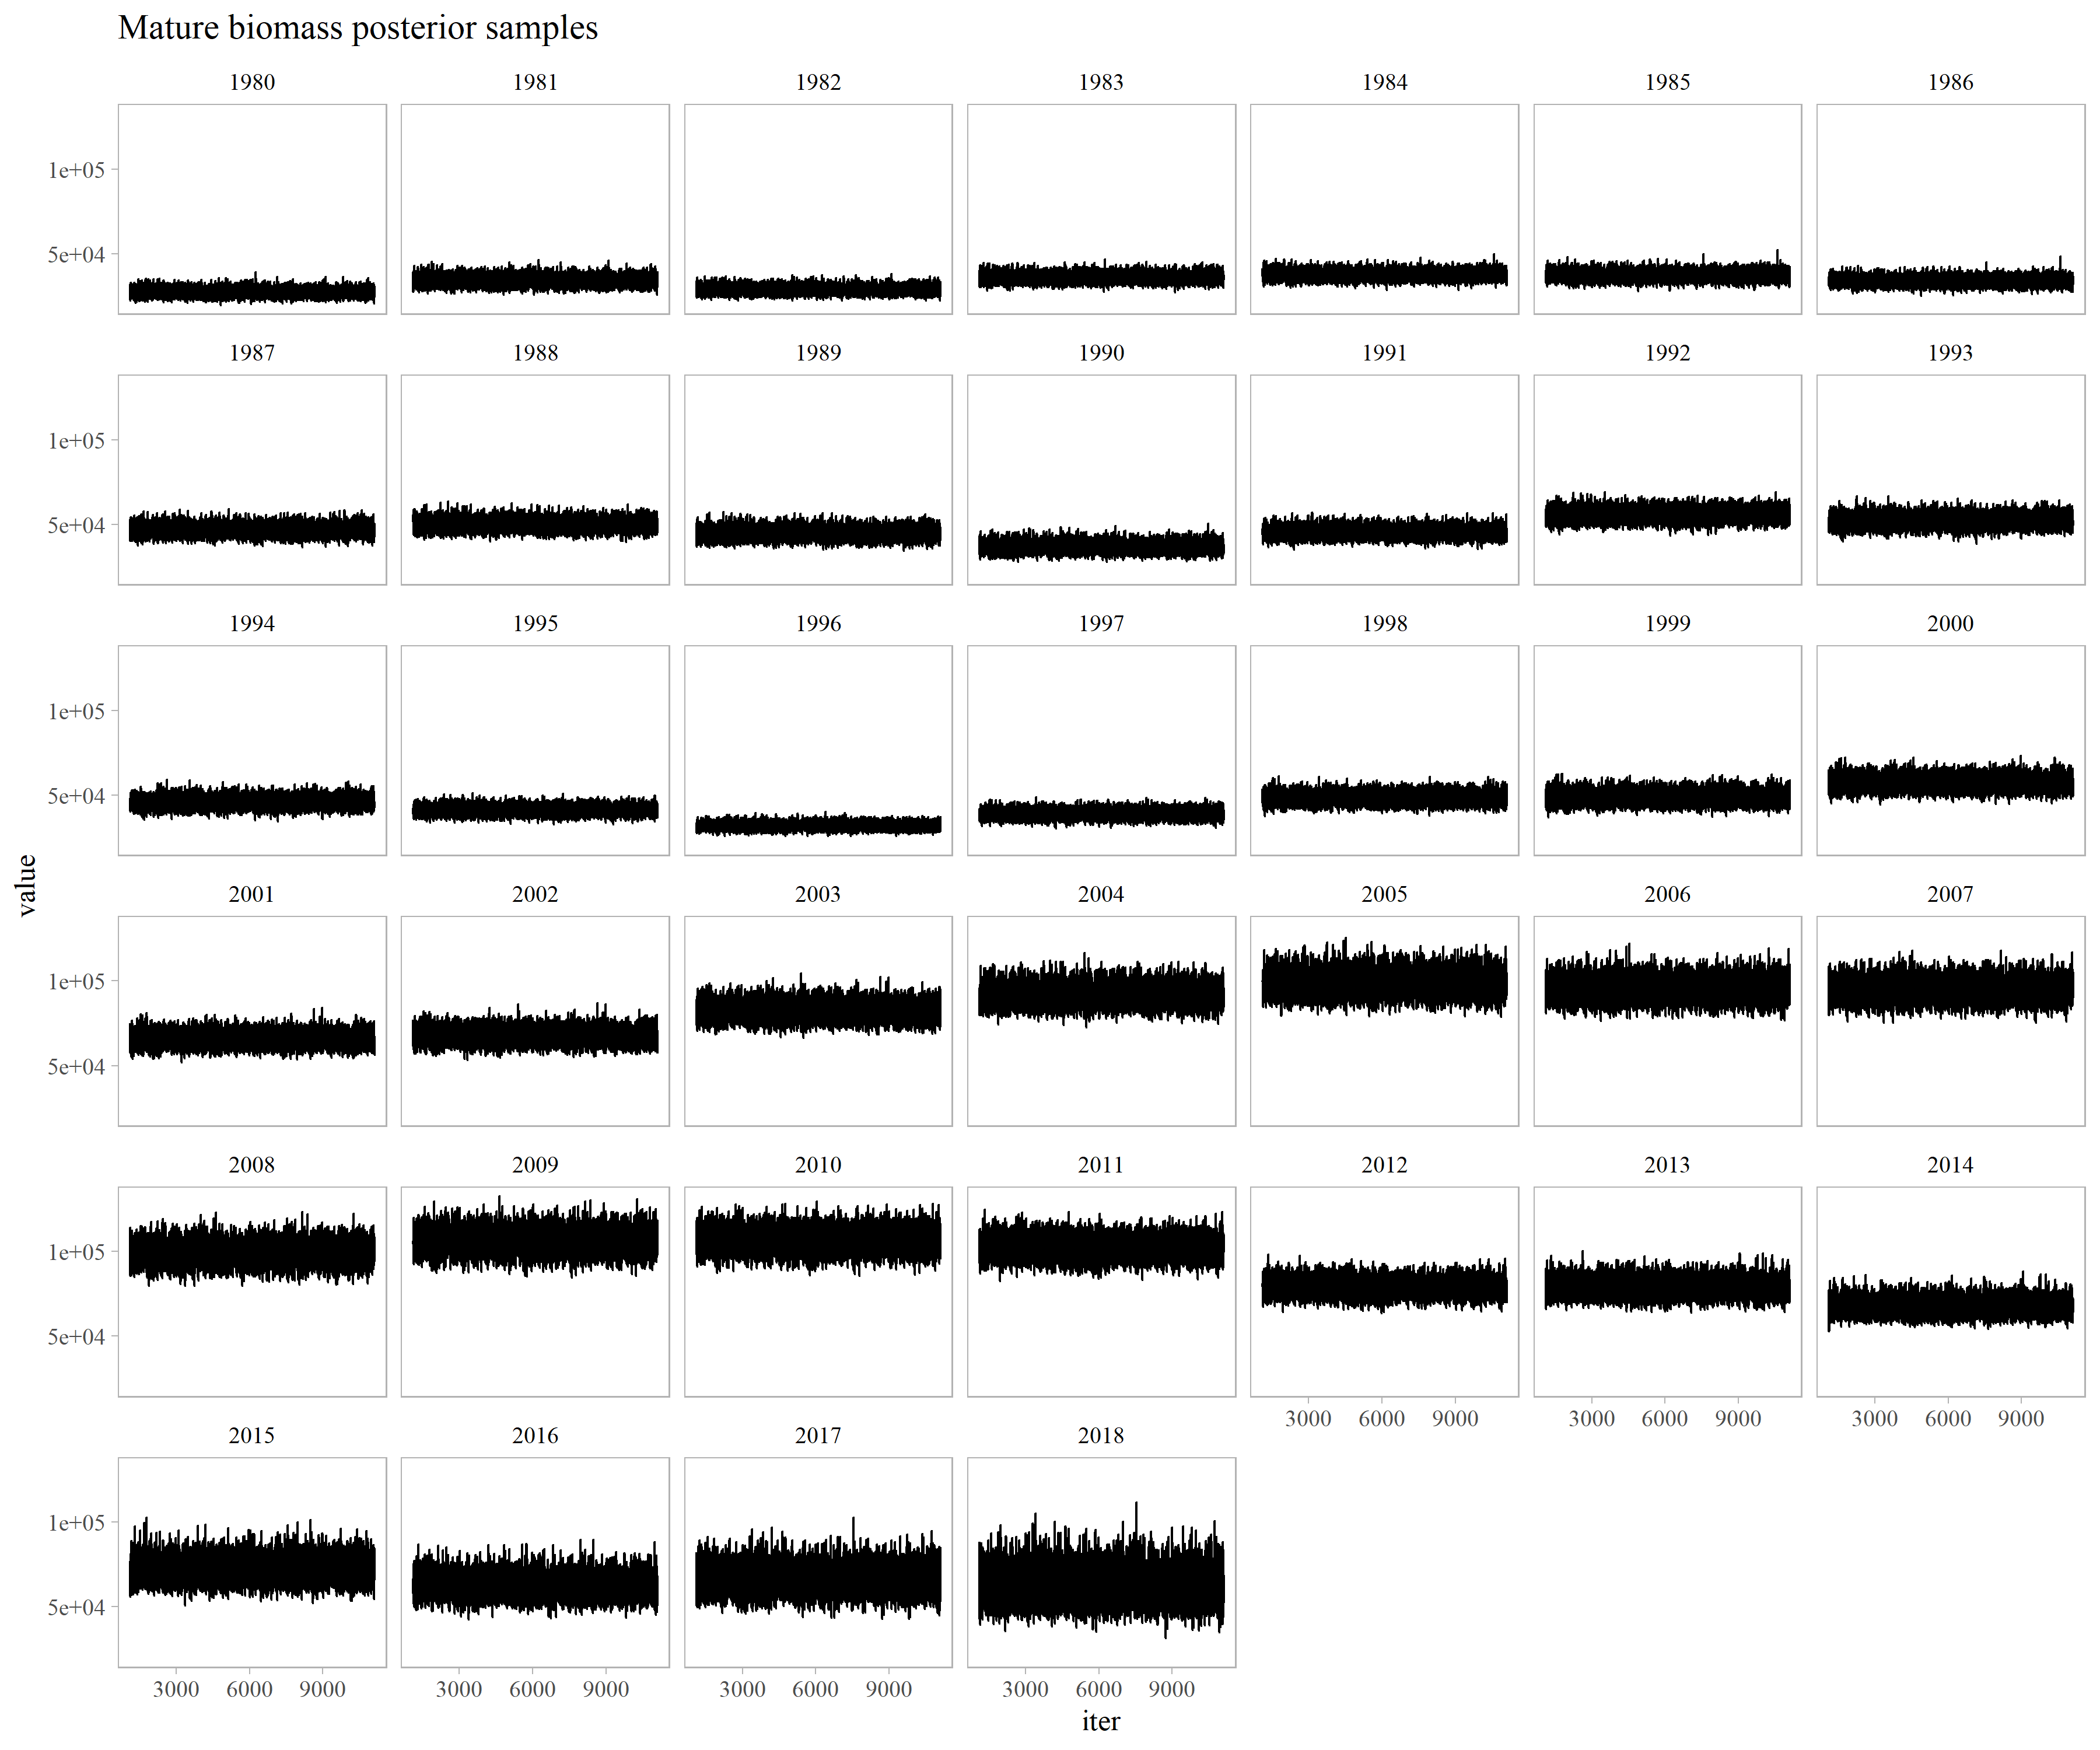 Mature biomass posterior samples
1980 1981 1982 1983 1984 1985 1986
1e+05
5e+04
1987 1988 1989 1990 1991 1992 1993
1e+05
5e+04
1994 1995 1996 1997 1998 1999 2000
1e+05
5e+04
value
2001 2002 2003 2004 2005 2006 2007
1e+05
5e+04
2008 2009 2010 2011 2012 2013 2014
1e+05
5e+04
3000 6000 9000 3000 6000 9000 3000 6000 9000
2015 2016 2017 2018
1e+05
5e+04
3000 6000 9000 3000 6000 9000 3000 6000 9000 3000 6000 9000
iter